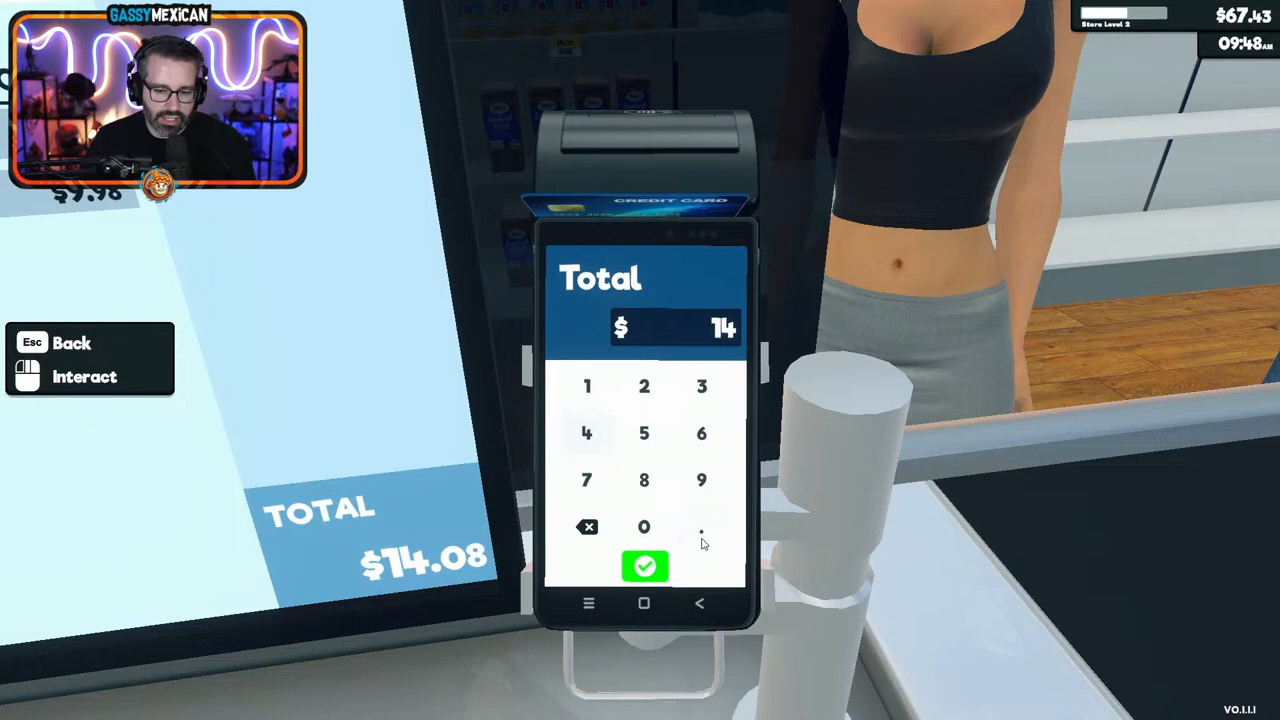 GASSYMEXICAN
$67.43
Store Level 2
09:48AM
$9.98
CREDIT CARD
Total
$ 14
Esc Back
Interact
1 2 3
4 5 6
7 8 9
0 .
TOTAL
$14.08
V0.1.1.1